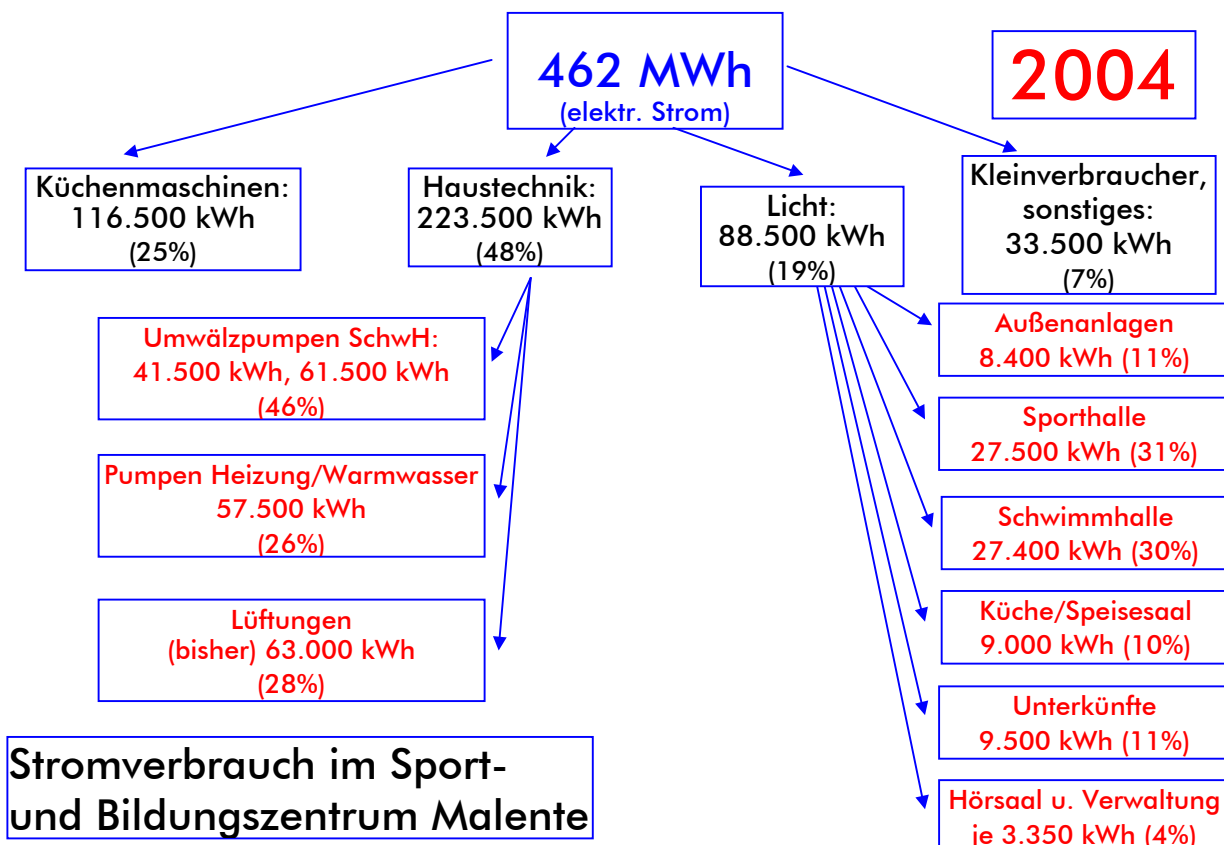 462 MWh
(elektr. Strom)
2004
Küchenmaschinen:
116.500 kWh
(25%)
Haustechnik:
223.500 kWh
(48%)
Licht:
88.500 kWh
(19%)
Kleinverbraucher,
sonstiges:
33.500 kWh
(7%)
Umwälzpumpen SchwH:
41.500 kWh, 61.500 kWh
(46%)
Pumpen Heizung/Warmwasser
57.500 kWh
(26%)
Lüftungen
(bisher) 63.000 kWh
(28%)
Außenanlagen
8.400 kWh (11%)
Sporthalle
27.500 kWh (31%)
Schwimmhalle
27.400 kWh (30%)
Küche/Speisesaal
9.000 kWh (10%)
Unterkünfte
9.500 kWh (11%)
Hörsaal u. Verwaltung
je 3.350 kWh (4%)
Stromverbrauch im Sport-
und Bildungszentrum Malente